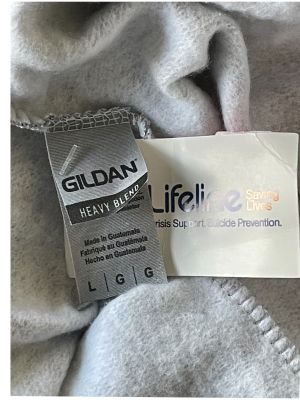 GILDAN
HEAVY BLEND
Made in Guatemala
Fabriqué au Guatemala
Hecho en Guatemala
L G G
Lifeline Saving
Lives
Crisis Support. Suicide Prevention.